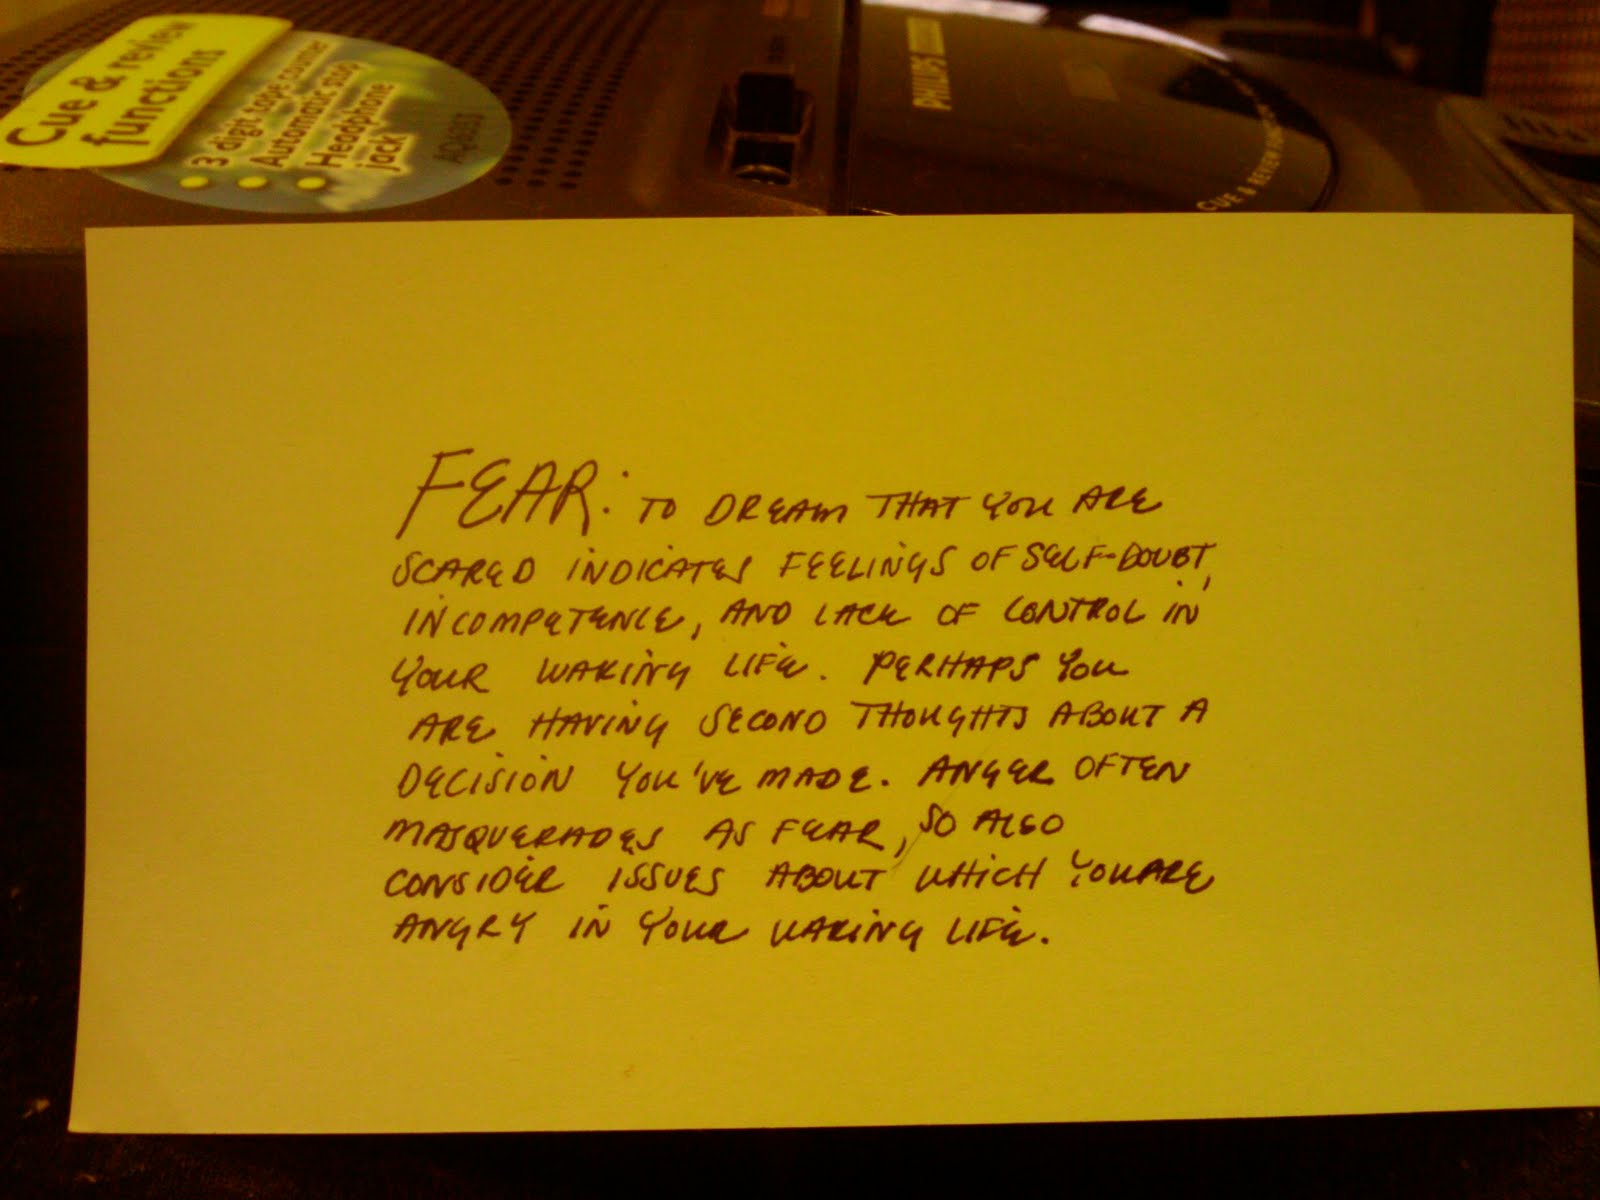 Cue & review
functions
3 digit tape counter
Automatic stop
Headphone
jack
AQ6855
PHILIPS
FEAR: TO DREAM THAT YOU ARE
SCARED INDICATES FEELINGS OF SELF-DOUBT,
INCOMPETENCE, AND LACK OF CONTROL IN
YOUR WAKING LIFE. PERHAPS YOU
ARE HAVING SECOND THOUGHTS ABOUT A
DECISION YOU'VE MADE. ANGER OFTEN
MASQUERADES AS FEAR, SO ALSO
CONSIDER ISSUES ABOUT WHICH YOU ARE
ANGRY IN YOUR WAKING LIFE.
CUE & REVIEW